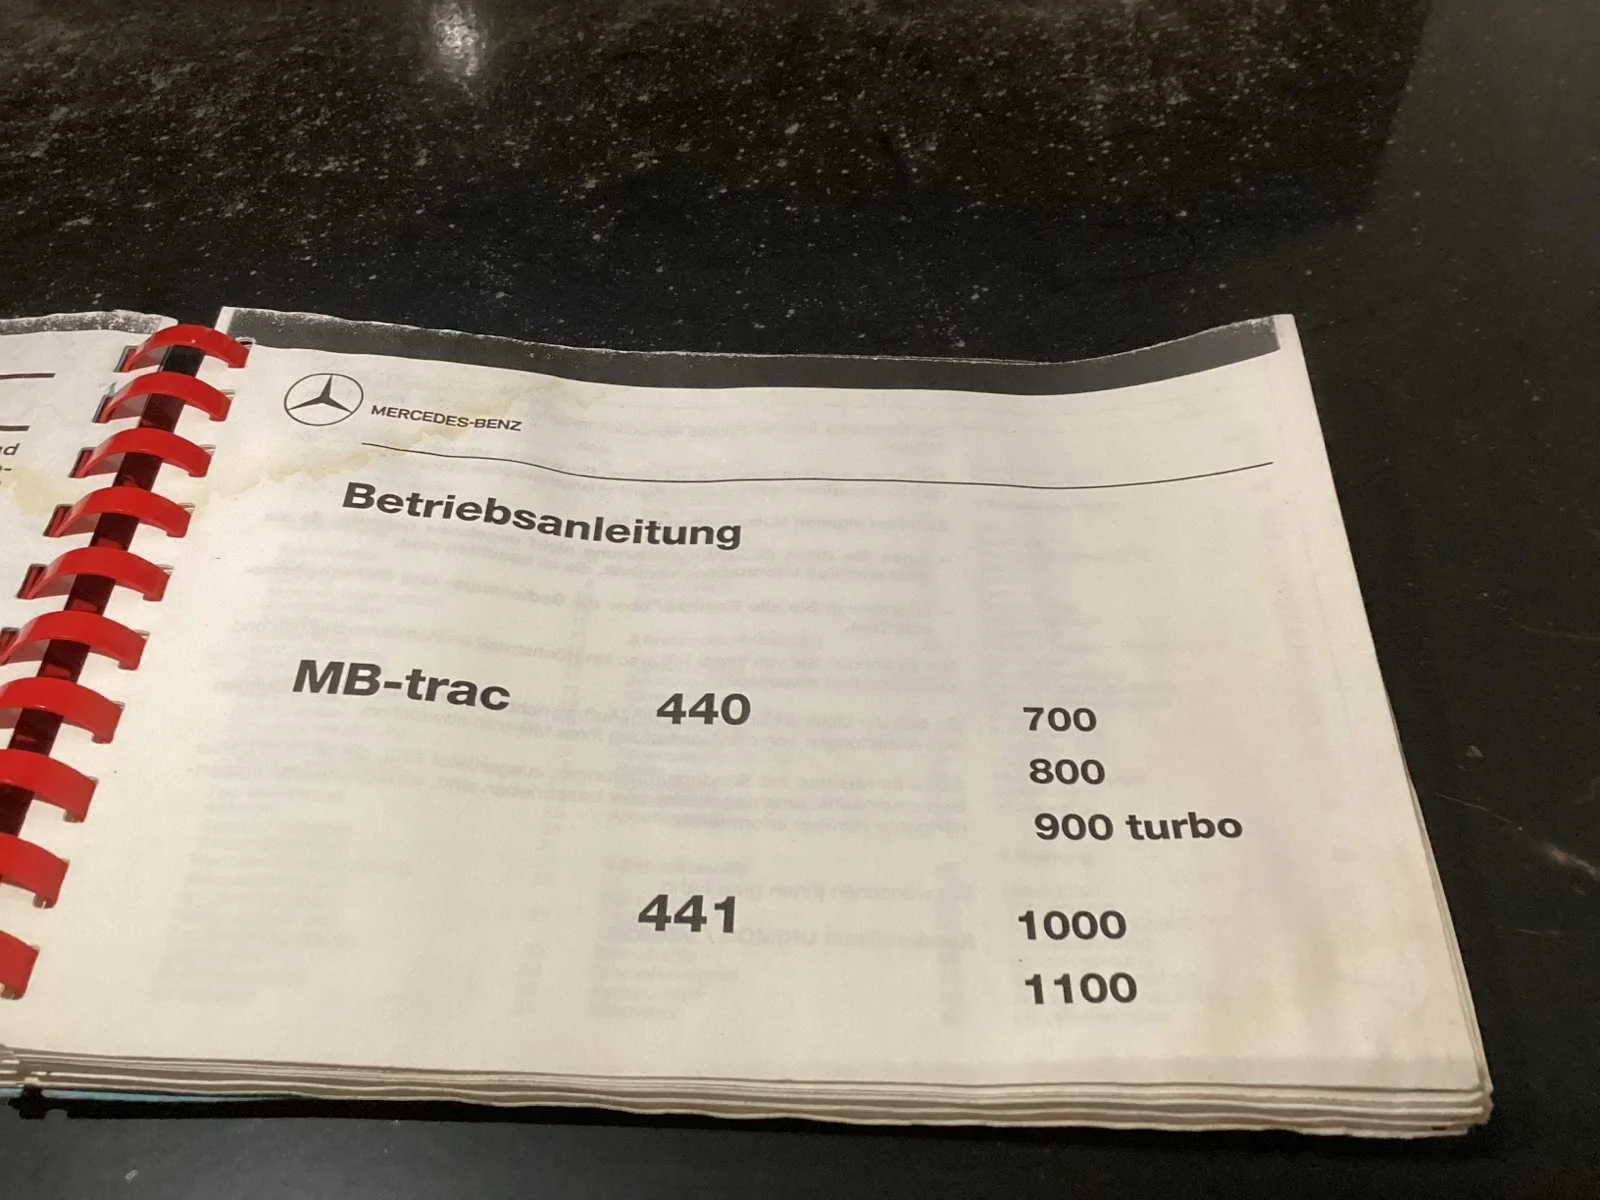 MERCEDES-BENZ
Betriebsanleitung
MB-trac 440 700
800
900 turbo
441 1000
1100